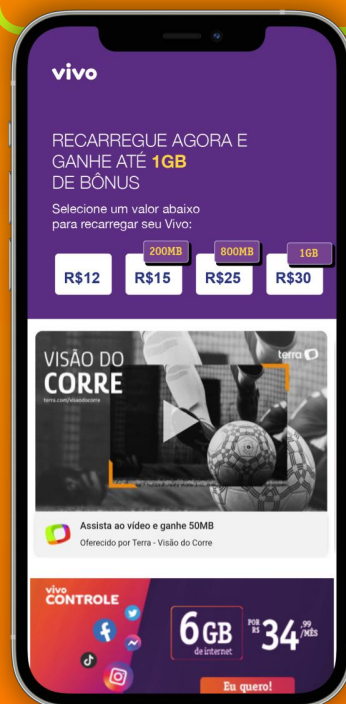 vivo
RECARREGUE AGORA E
GANHE ATÉ 1GB
DE BÔNUS
Selecione um valor abaixo
para recarregar seu Vivo:
200MB
800MB
1GB
R$12
R$15
R$25
R$30
VISÃO DO
CORRE
terra.com/visaodocorre
terra
Assista ao vídeo e ganhe 50MB
Oferecido por Terra - Visão do Corre
vivo
CONTROLE
6GB
de internet
POR
R$
34,99
/MÊS
Eu quero!